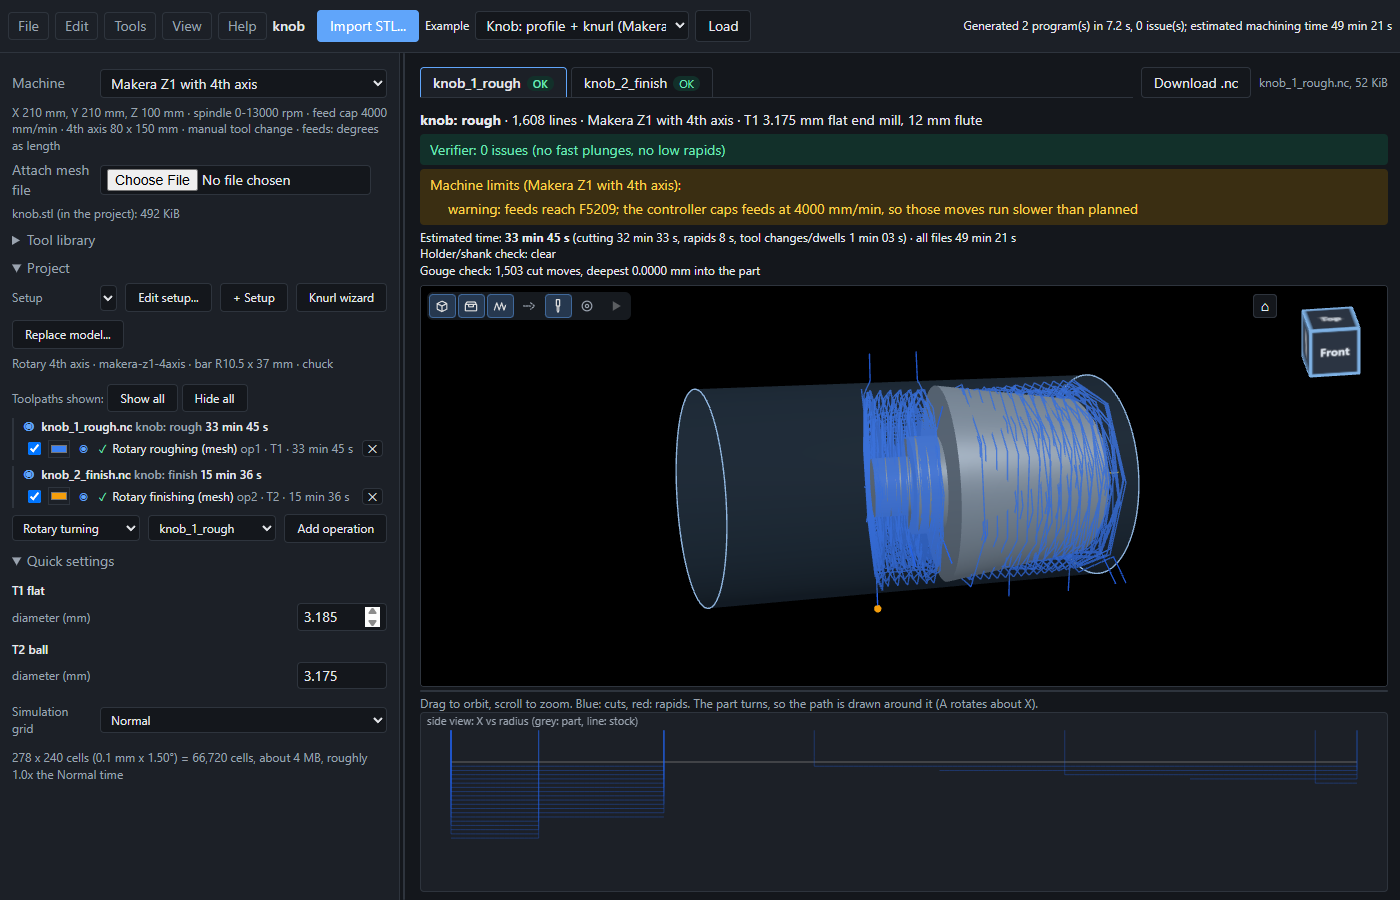 File Edit Tools View Help knob Import STL... Example Knob: profile + knurl (Makera Load Generated 2 program(s) in 7.2 s, 0 issue(s); estimated machining time 49 min 21 s
Machine Makera Z1 with 4th axis
X 210 mm, Y 210 mm, Z 100 mm · spindle 0-13000 rpm · feed cap 4000
mm/min · 4th axis 80 x 150 mm · manual tool change · feeds: degrees
as length
Attach mesh
file
Choose File No file chosen
knob.stl (in the project): 492 KiB
Tool library
Project
Setup Edit setup... + Setup Knurl wizard
Replace model...
Rotary 4th axis · makera-z1-4axis · bar R10.5 x 37 mm · chuck
Toolpaths shown: Show all Hide all
knob_1_rough.nc knob: rough 33 min 45 s
✓ Rotary roughing (mesh) op1 · T1 · 33 min 45 s
knob_2_finish.nc knob: finish 15 min 36 s
✓ Rotary finishing (mesh) op2 · T2 · 15 min 36 s
Rotary turning knob_1_rough Add operation
Quick settings
T1 flat
diameter (mm) 3.185
T2 ball
diameter (mm) 3.175
Simulation
grid
Normal
278 x 240 cells (0.1 mm x 1.50°) = 66,720 cells, about 4 MB, roughly
1.0x the Normal time
knob_1_rough OK knob_2_finish OK Download .nc knob_1_rough.nc, 52 KiB
knob: rough · 1,608 lines · Makera Z1 with 4th axis · T1 3.175 mm flat end mill, 12 mm flute
Verifier: 0 issues (no fast plunges, no low rapids)
Machine limits (Makera Z1 with 4th axis):
warning: feeds reach F5209; the controller caps feeds at 4000 mm/min, so those moves run slower than planned
Estimated time: 33 min 45 s (cutting 32 min 33 s, rapids 8 s, tool changes/dwells 1 min 03 s) · all files 49 min 21 s
Holder/shank check: clear
Gouge check: 1,503 cut moves, deepest 0.0000 mm into the part
Top
Front
Drag to orbit, scroll to zoom. Blue: cuts, red: rapids. The part turns, so the path is drawn around it (A rotates about X).
side view: X vs radius (grey: part, line: stock)